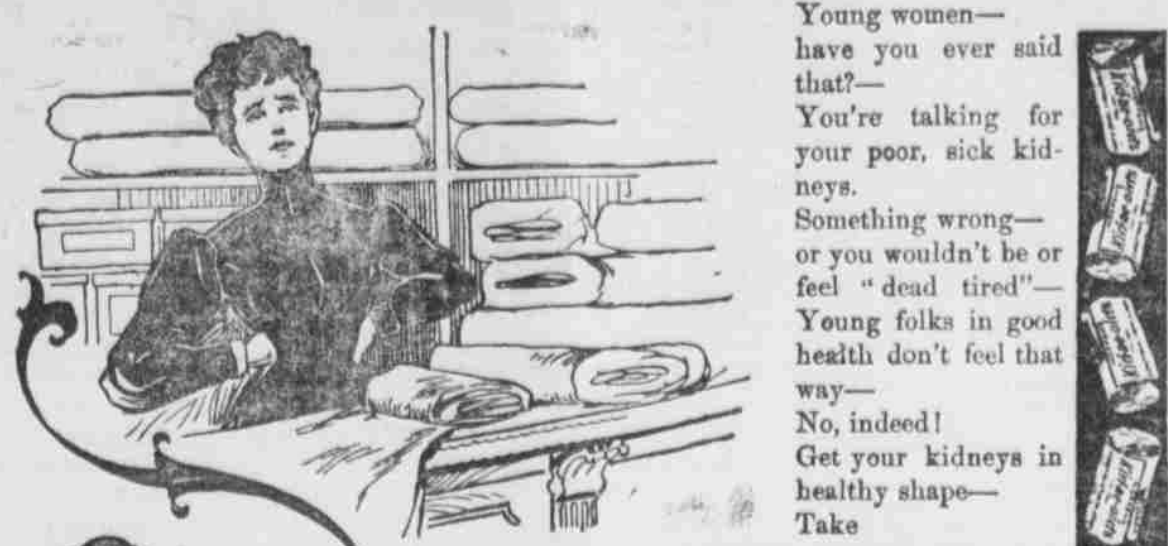 Young women—
have you ever said
that?—
You're talking for
your poor, sick kid-
neys.
Something wrong—
or you wouldn't be or
feel “dead tired”—
Young folks in good
health don't feel that
way—
No, indeed!
Get your kidneys in
healthy shape—
Take